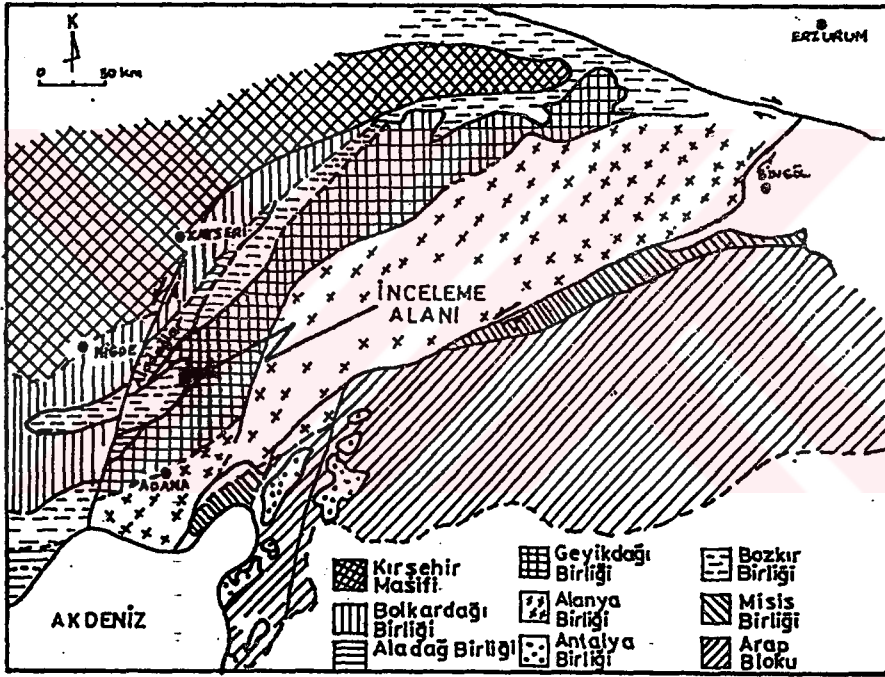 K
0 50 km
ERZURUM
BİNGÖL
KAYSERİ
İNCELEME
ALANI
NİĞDE
ADANA
AKDENİZ
Kırşehir
Masifi
Bolkardağı
Birliği
Aladağ Birliği
Geyikdağı
Birliği
Alanya
Birliği
Antalya
Birliği
Bozkır
Birliği
Misis
Birliği
Arap
Bloku